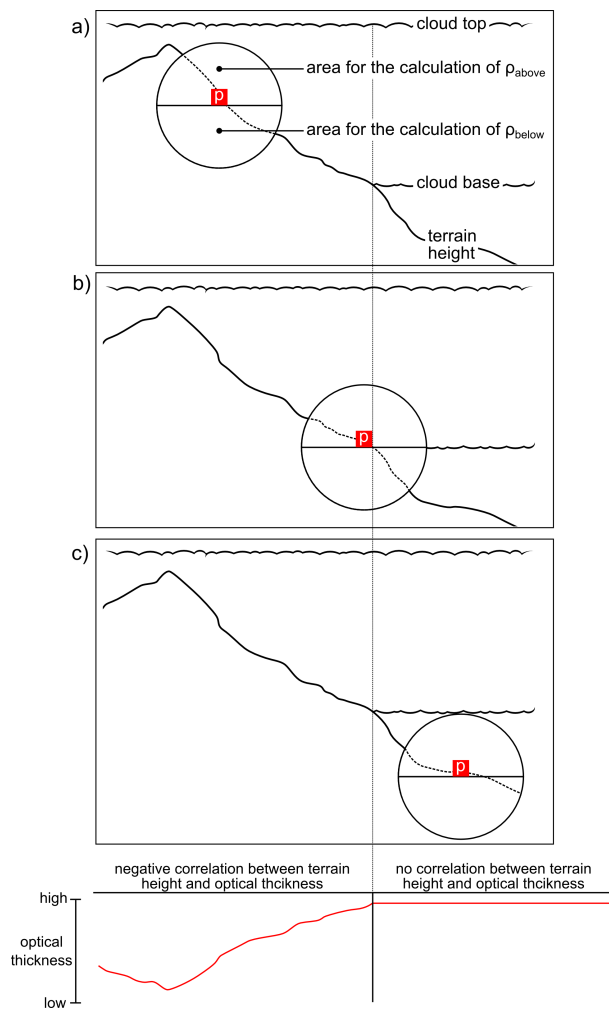 a)
cloud top
area for the calculation of ρabove
p
area for the calculation of ρbelow
cloud base
terrain
height
b)
p
c)
p
negative correlation between terrain
height and optical thcikness
no correlation between terrain
height and optical thcikness
high
optical
thickness
low